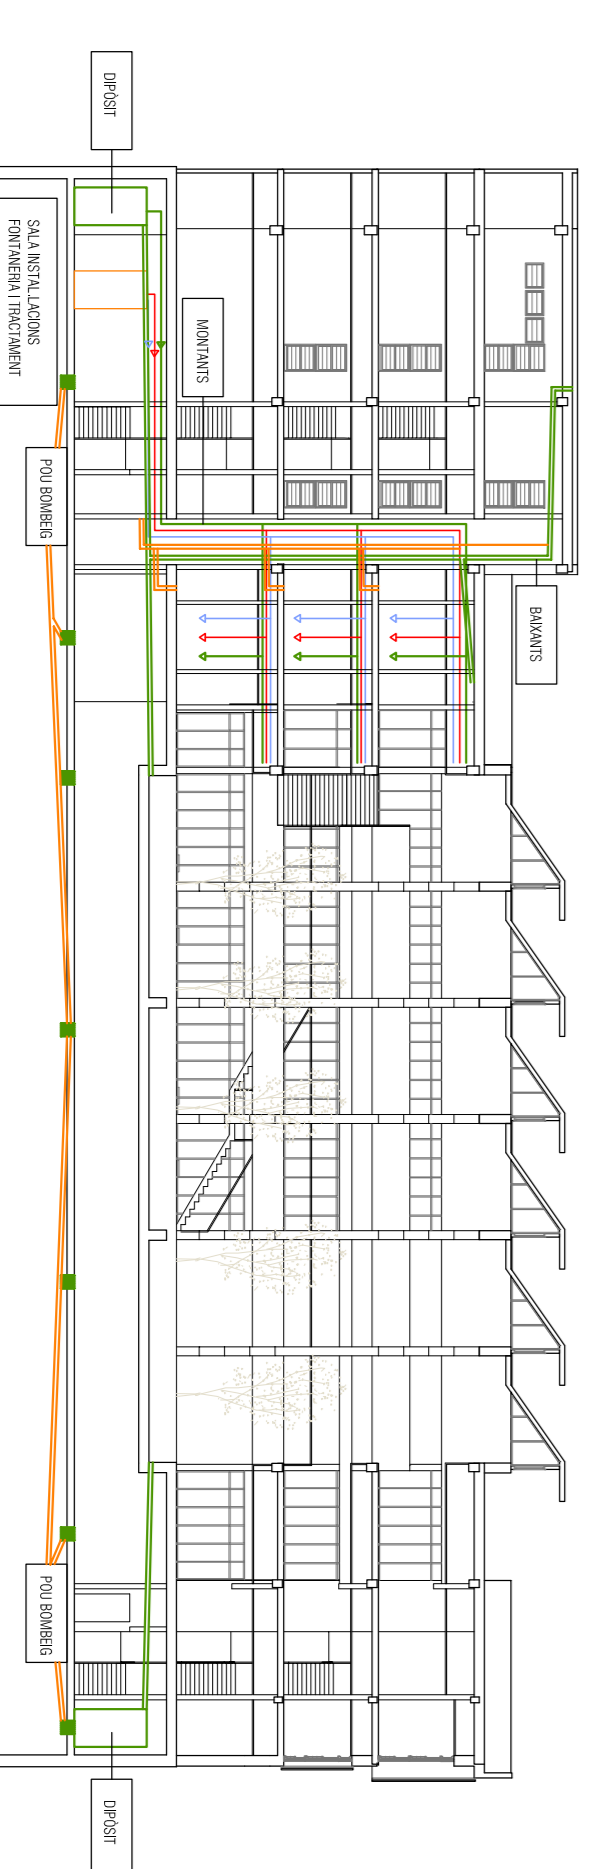 DIPÒSIT
SALA INSTAL.LACIONS
FONTANERIA I TRACTAMENT
MONTANTS
POU BOMBEIG
BAIXANTS
POU BOMBEIG
DIPÒSIT